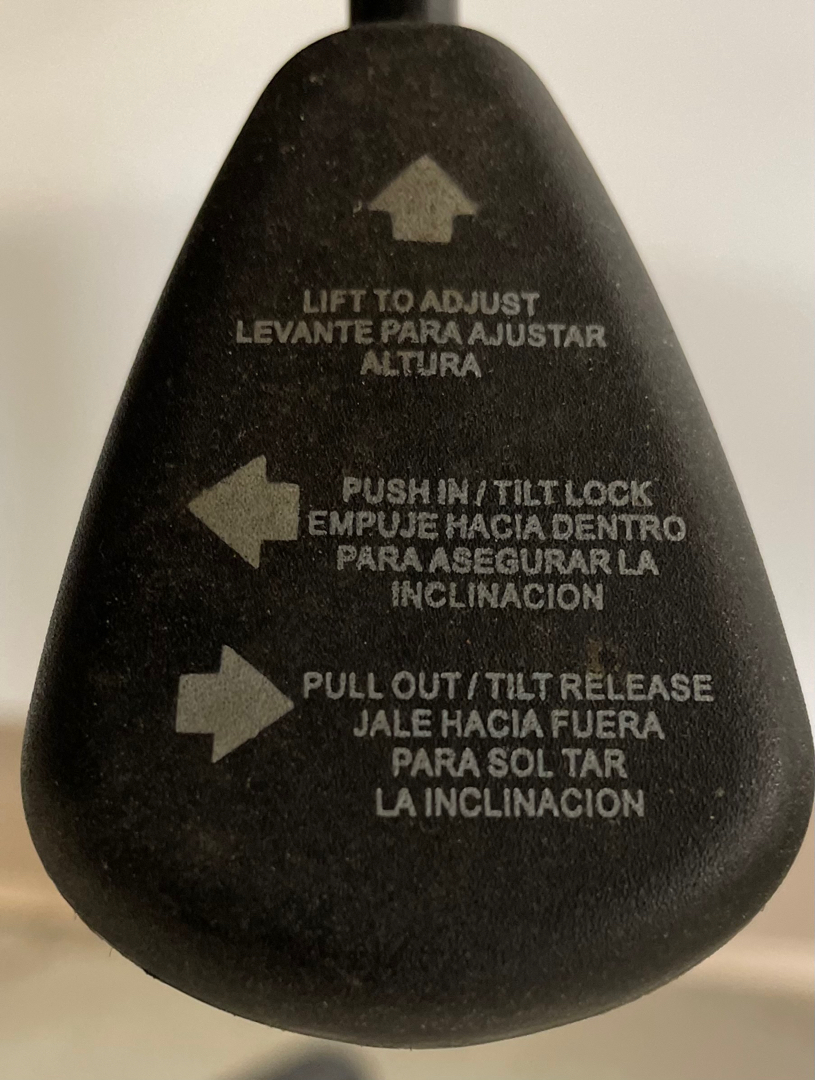 LIFT TO ADJUST
LEVANTE PARA AJUSTAR
ALTURA
PUSH IN / TILT LOCK
EMPUJE HACIA DENTRO
PARA ASEGURAR LA
INCLINACION
PULL OUT / TILT RELEASE
JALE HACIA FUERA
PARA SOL TAR
LA INCLINACION